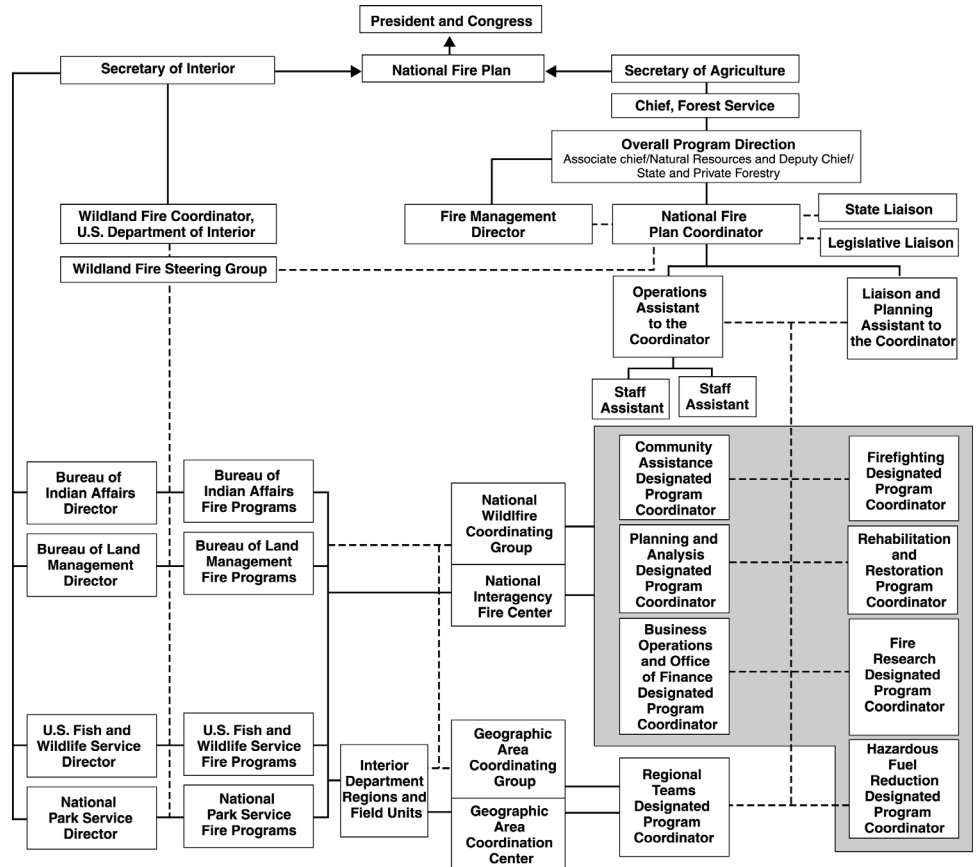 President and Congress
Secretary of Interior
National Fire Plan
Secretary of Agriculture
Chief, Forest Service
Overall Program Direction
Associate chief/Natural Resources and Deputy Chief/
State and Private Forestry
Wildland Fire Coordinator,
U.S. Department of Interior
Fire Management
Director
National Fire
Plan Coordinator
State Liaison
Legislative Liaison
Wildland Fire Steering Group
Operations
Assistant
to the
Coordinator
Liaison and
Planning
Assistant to
the Coordinator
Staff
Assistant
Staff
Assistant
Community
Assistance
Designated
Program
Coordinator
Firefighting
Designated
Program
Coordinator
Bureau of
Indian Affairs
Director
Bureau of
Indian Affairs
Fire Programs
National
Wildlfire
Coordinating
Group
Bureau of Land
Management
Director
Bureau of Land
Management
Fire Programs
National
Interagency
Fire Center
Planning and
Analysis
Designated
Program
Coordinator
Rehabilitation
and
Restoration
Program
Coordinator
Business
Operations
and Office
of Finance
Designated
Program
Coordinator
Fire
Research
Designated
Program
Coordinator
U.S. Fish and
Wildlife Service
Director
U.S. Fish
and Wildlife
Service Fire
Programs
Interior
Department
Regions and
Field Units
Geographic
Area
Coordinating
Group
Regional
Teams
Designated
Program
Coordinator
Hazardous
Fuel
Reduction
Designated
Program
Coordinator
National
Park Service
Director
National
Park Service
Fire Programs
Geographic
Area
Coordination
Center